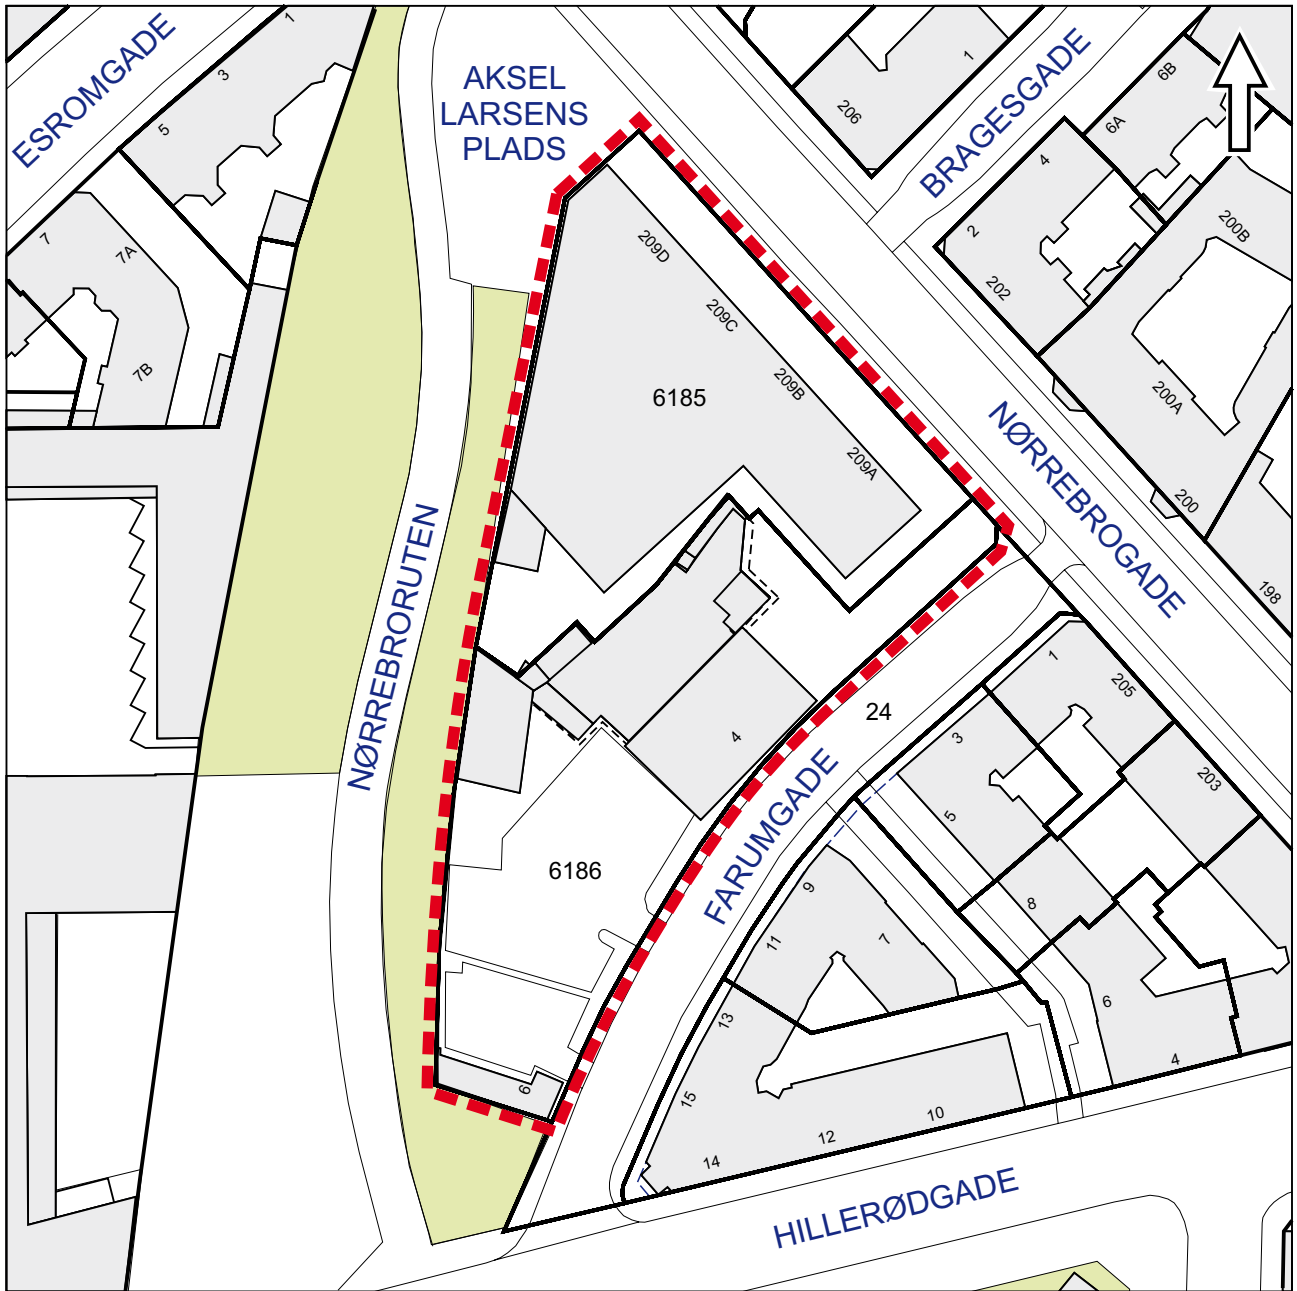 ESROMGADE
1
3
5
7
7A
7B
AKSEL
LARSENS
PLADS
206
1
BRAGESGADE
6B
6A
4
2
202
200B
200A
200
198
209D
209C
209B
209A
6185
NØRREBROGADE
NØRREBRORUTEN
4
24
FARUMGADE
1
205
3
203
5
6186
9
11
7
8
13
6
4
15
6
10
12
14
HILLERØDGADE